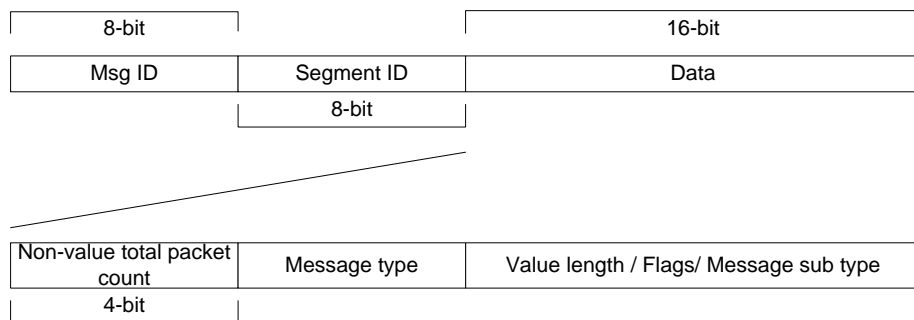 8-bit
16-bit
Msg ID
Segment ID
Data
8-bit
Non-value total packet
count
Message type
Value length / Flags/ Message sub type
4-bit